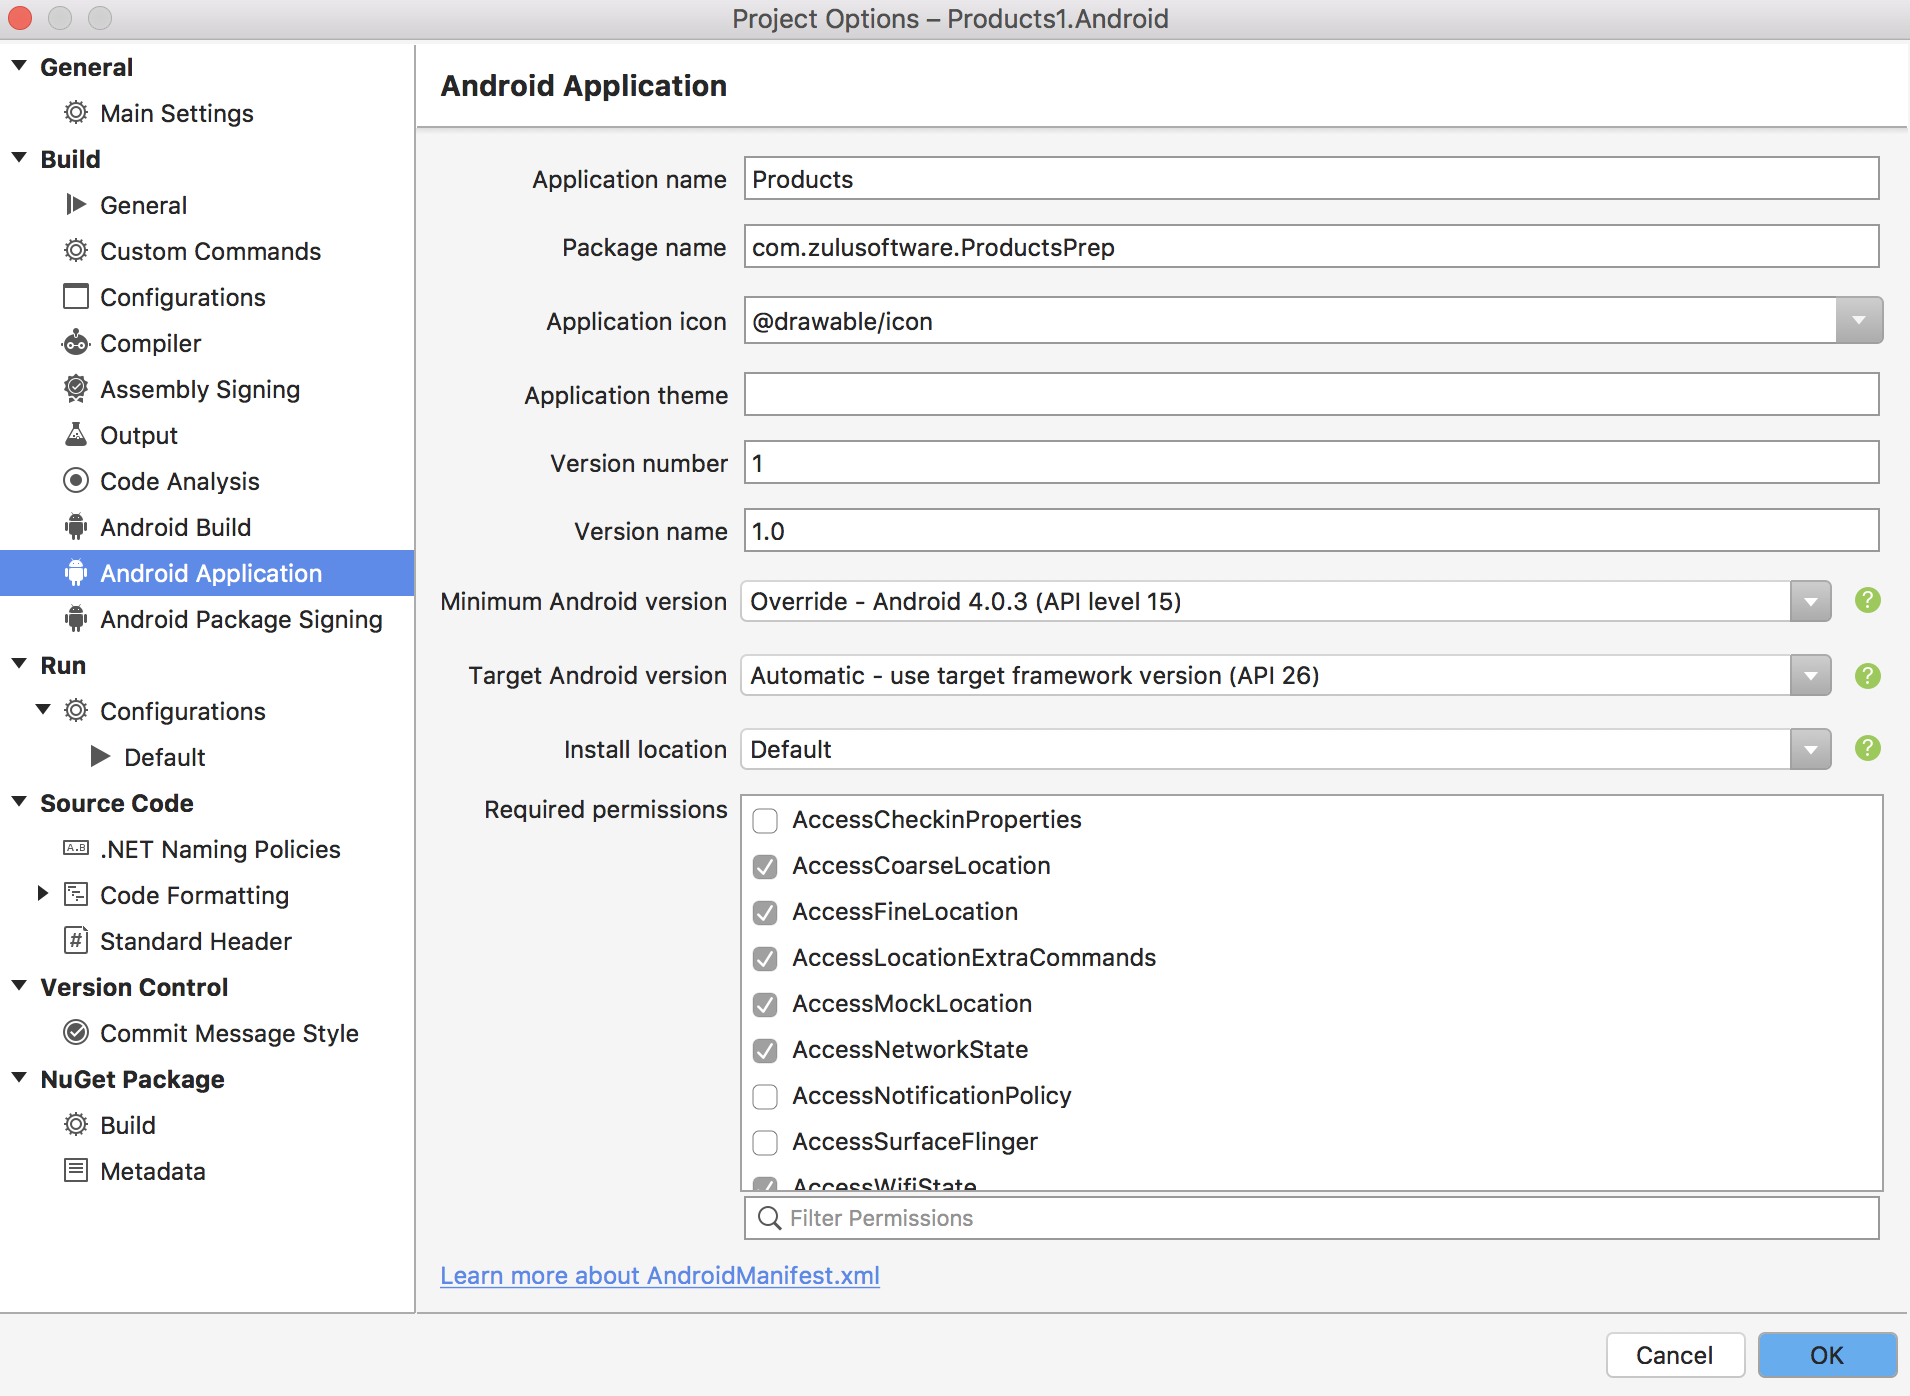 Project Options – Products1.Android
General
Main Settings
Build
General
Custom Commands
Configurations
Compiler
Assembly Signing
Output
Code Analysis
Android Build
Android Application
Android Package Signing
Run
Configurations
Default
Source Code
A.B .NET Naming Policies
Code Formatting
# Standard Header
Version Control
Commit Message Style
NuGet Package
Build
Metadata
Android Application
Application name Products
Package name com.zulusoftware.ProductsPrep
Application icon @drawable/icon
Application theme
Version number 1
Version name 1.0
Minimum Android version Override - Android 4.0.3 (API level 15) ?
Target Android version Automatic - use target framework version (API 26) ?
Install location Default ?
Required permissions AccessCheckinProperties
AccessCoarseLocation
AccessFineLocation
AccessLocationExtraCommands
AccessMockLocation
AccessNetworkState
AccessNotificationPolicy
AccessSurfaceFlinger
AccessWifiState
Filter Permissions
Learn more about AndroidManifest.xml
Cancel OK